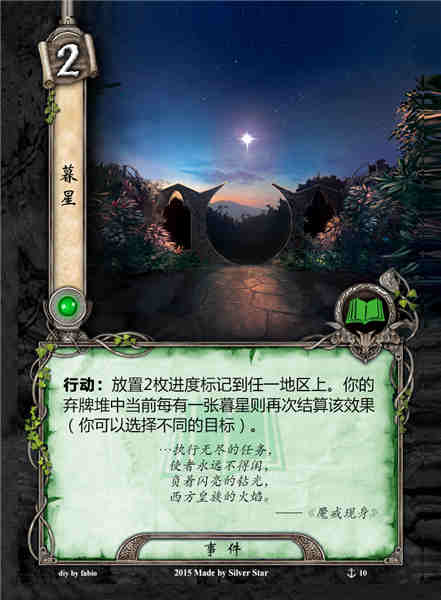 2
暮星
行动：放置2枚进度标记到任一地区上。你的
弃牌堆中当前每有一张暮星则再次结算该效果
（你可以选择不同的目标）。
…执行无尽的任务，
使者永远不得闲，
负着闪亮的钻光，
西方皇族的火焰。
——《魔戒现身》
事件
diy by fabio
2015 Made by Silver Star
10